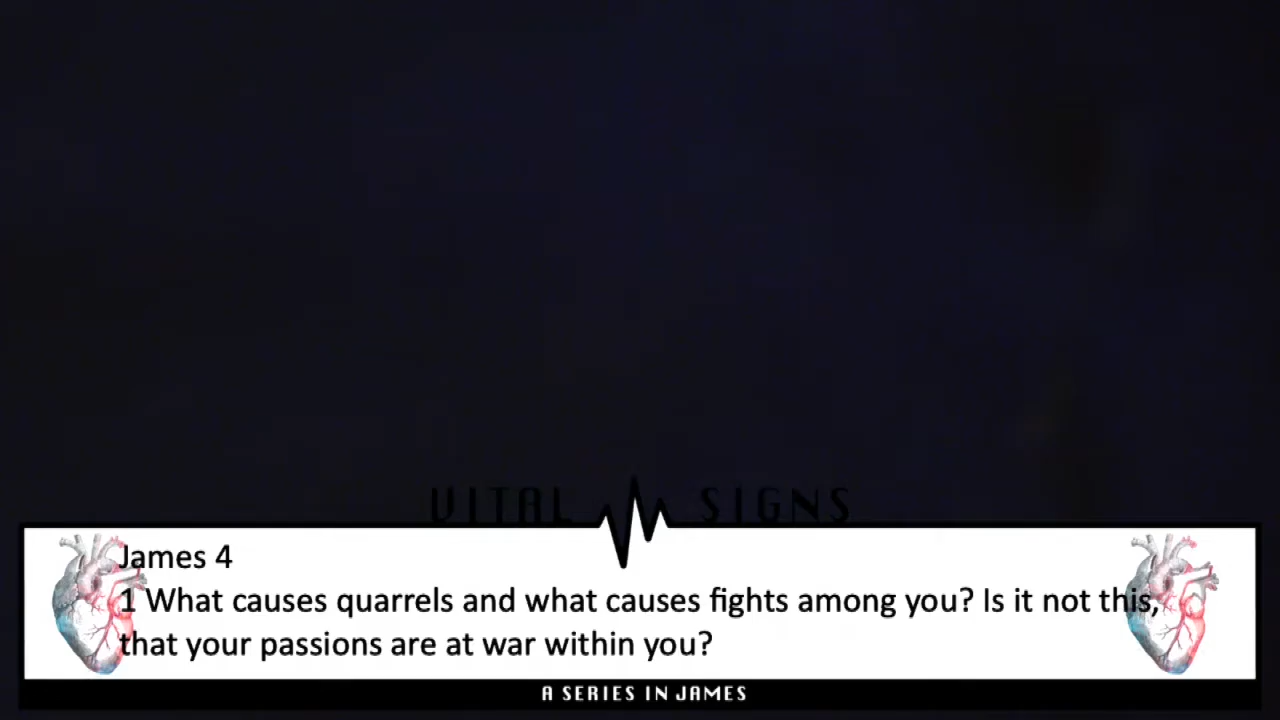 VITAL SIGNS
James 4
1 What causes quarrels and what causes fights among you? Is it not this,
that your passions are at war within you?
A SERIES IN JAMES